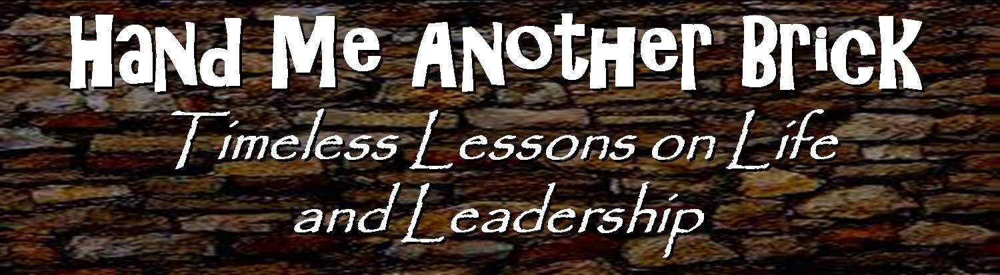 Hand Me Another Brick
Timeless Lessons on Life
and Leadership